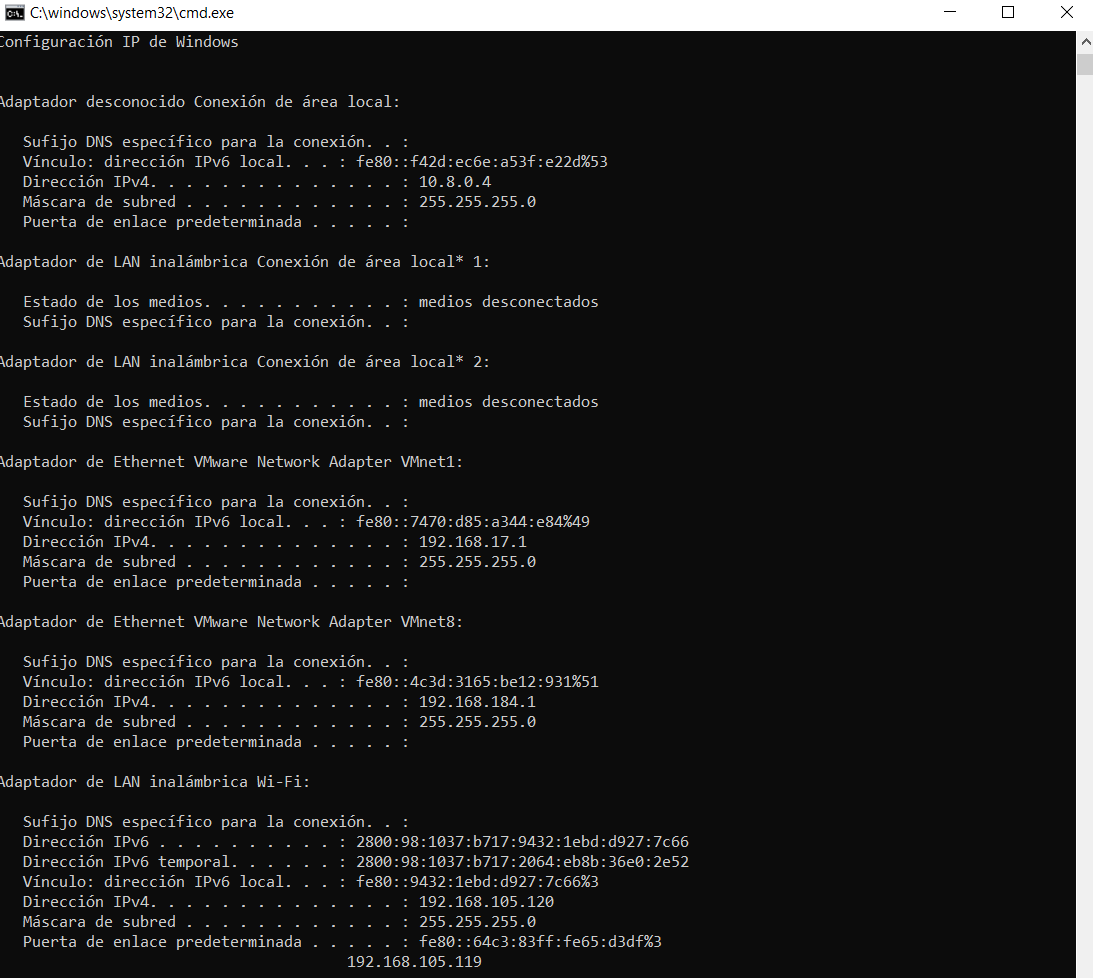 C:\windows\system32\cmd.exe
Configuración IP de Windows
Adaptador desconocido Conexión de área local:
Sufijo DNS específico para la conexión. . :
Vínculo: dirección IPv6 local. . . : fe80::f42d:ec6e:a53f:e22d%53
Dirección IPv4. . . . . . . . . . . . . . : 10.8.0.4
Máscara de subred . . . . . . . . . . . . : 255.255.255.0
Puerta de enlace predeterminada . . . . . :
Adaptador de LAN inalámbrica Conexión de área local* 1:
Estado de los medios. . . . . . . . . . . : medios desconectados
Sufijo DNS específico para la conexión. . :
Adaptador de LAN inalámbrica Conexión de área local* 2:
Estado de los medios. . . . . . . . . . . : medios desconectados
Sufijo DNS específico para la conexión. . :
Adaptador de Ethernet VMware Network Adapter VMnet1:
Sufijo DNS específico para la conexión. . :
Vínculo: dirección IPv6 local. . . : fe80::7470:d85:a344:e84%49
Dirección IPv4. . . . . . . . . . . . . . : 192.168.17.1
Máscara de subred . . . . . . . . . . . . : 255.255.255.0
Puerta de enlace predeterminada . . . . . :
Adaptador de Ethernet VMware Network Adapter VMnet8:
Sufijo DNS específico para la conexión. . :
Vínculo: dirección IPv6 local. . . : fe80::4c3d:3165:be12:931%51
Dirección IPv4. . . . . . . . . . . . . . : 192.168.184.1
Máscara de subred . . . . . . . . . . . . : 255.255.255.0
Puerta de enlace predeterminada . . . . . :
Adaptador de LAN inalámbrica Wi-Fi:
Sufijo DNS específico para la conexión. . :
Dirección IPv6 . . . . . . . . . . : 2800:98:1037:b717:9432:1ebd:d927:7c66
Dirección IPv6 temporal. . . . . . : 2800:98:1037:b717:2064:eb8b:36e0:2e52
Vínculo: dirección IPv6 local. . . : fe80::9432:1ebd:d927:7c66%3
Dirección IPv4. . . . . . . . . . . . . . : 192.168.105.120
Máscara de subred . . . . . . . . . . . . : 255.255.255.0
Puerta de enlace predeterminada . . . . . : fe80::64c3:83ff:fe65:d3df%3
192.168.105.119